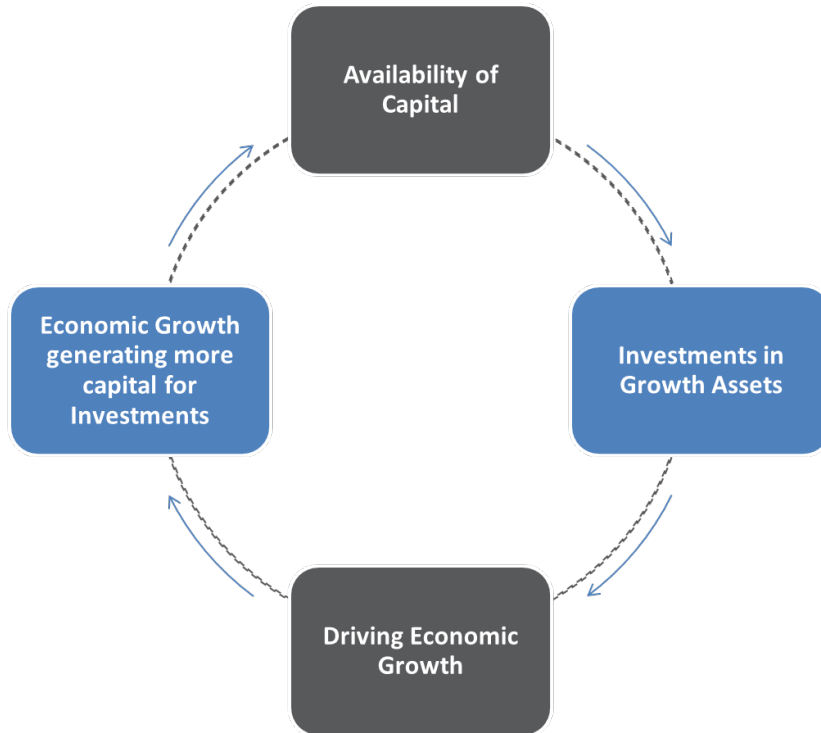 Availability of
Capital
Investments in
Growth Assets
Driving Economic
Growth
Economic Growth
generating more
capital for
Investments